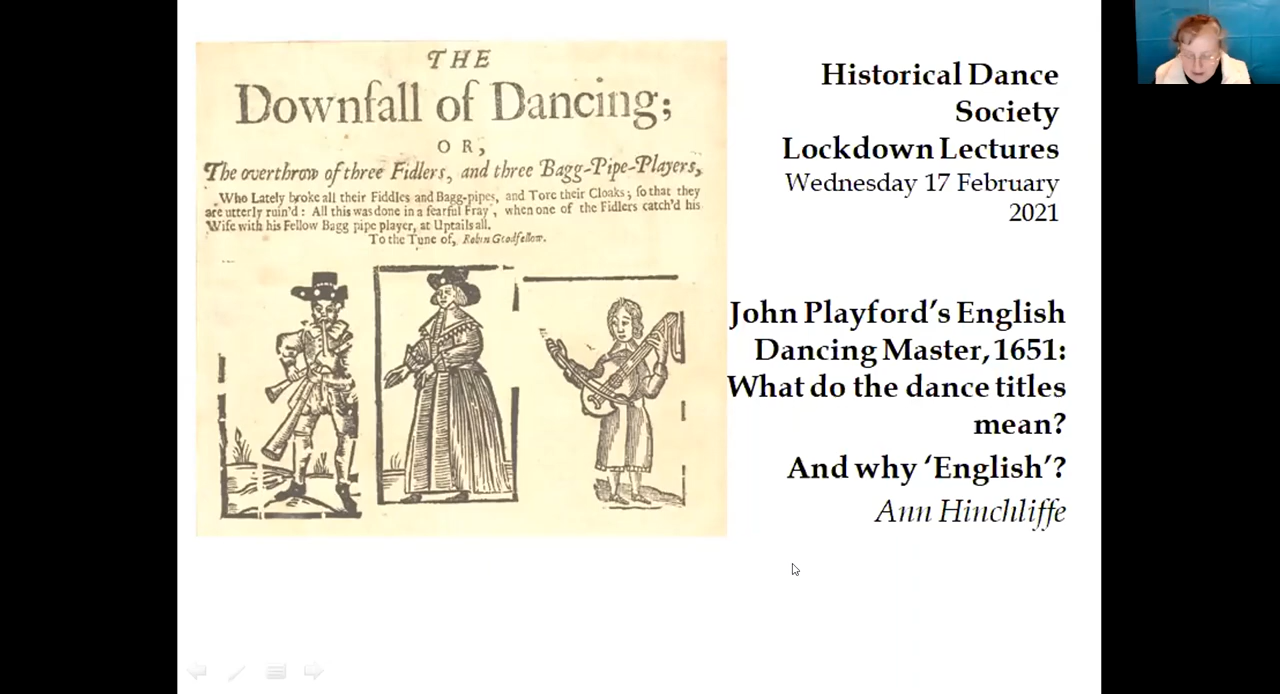 THE
Downfall of Dancing;
OR,
The overthrow of three Fidlers, and three Bagg-Pipe-Players,
Who Lately broke all their Fiddles and Bagg-pipes, and Tore their Cloaks; so that they
are utterly ruin'd: All this was done in a fearful Fray, when one of the Fidlers catch'd his
Wife with his Fellow Bagg pipe player, at Uptails all.
To the Tune of, Robin Goodfellow.
Historical Dance
Society
Lockdown Lectures
Wednesday 17 February
2021
John Playford's English
Dancing Master, 1651:
What do the dance titles
mean?
And why 'English'?
Ann Hinchliffe